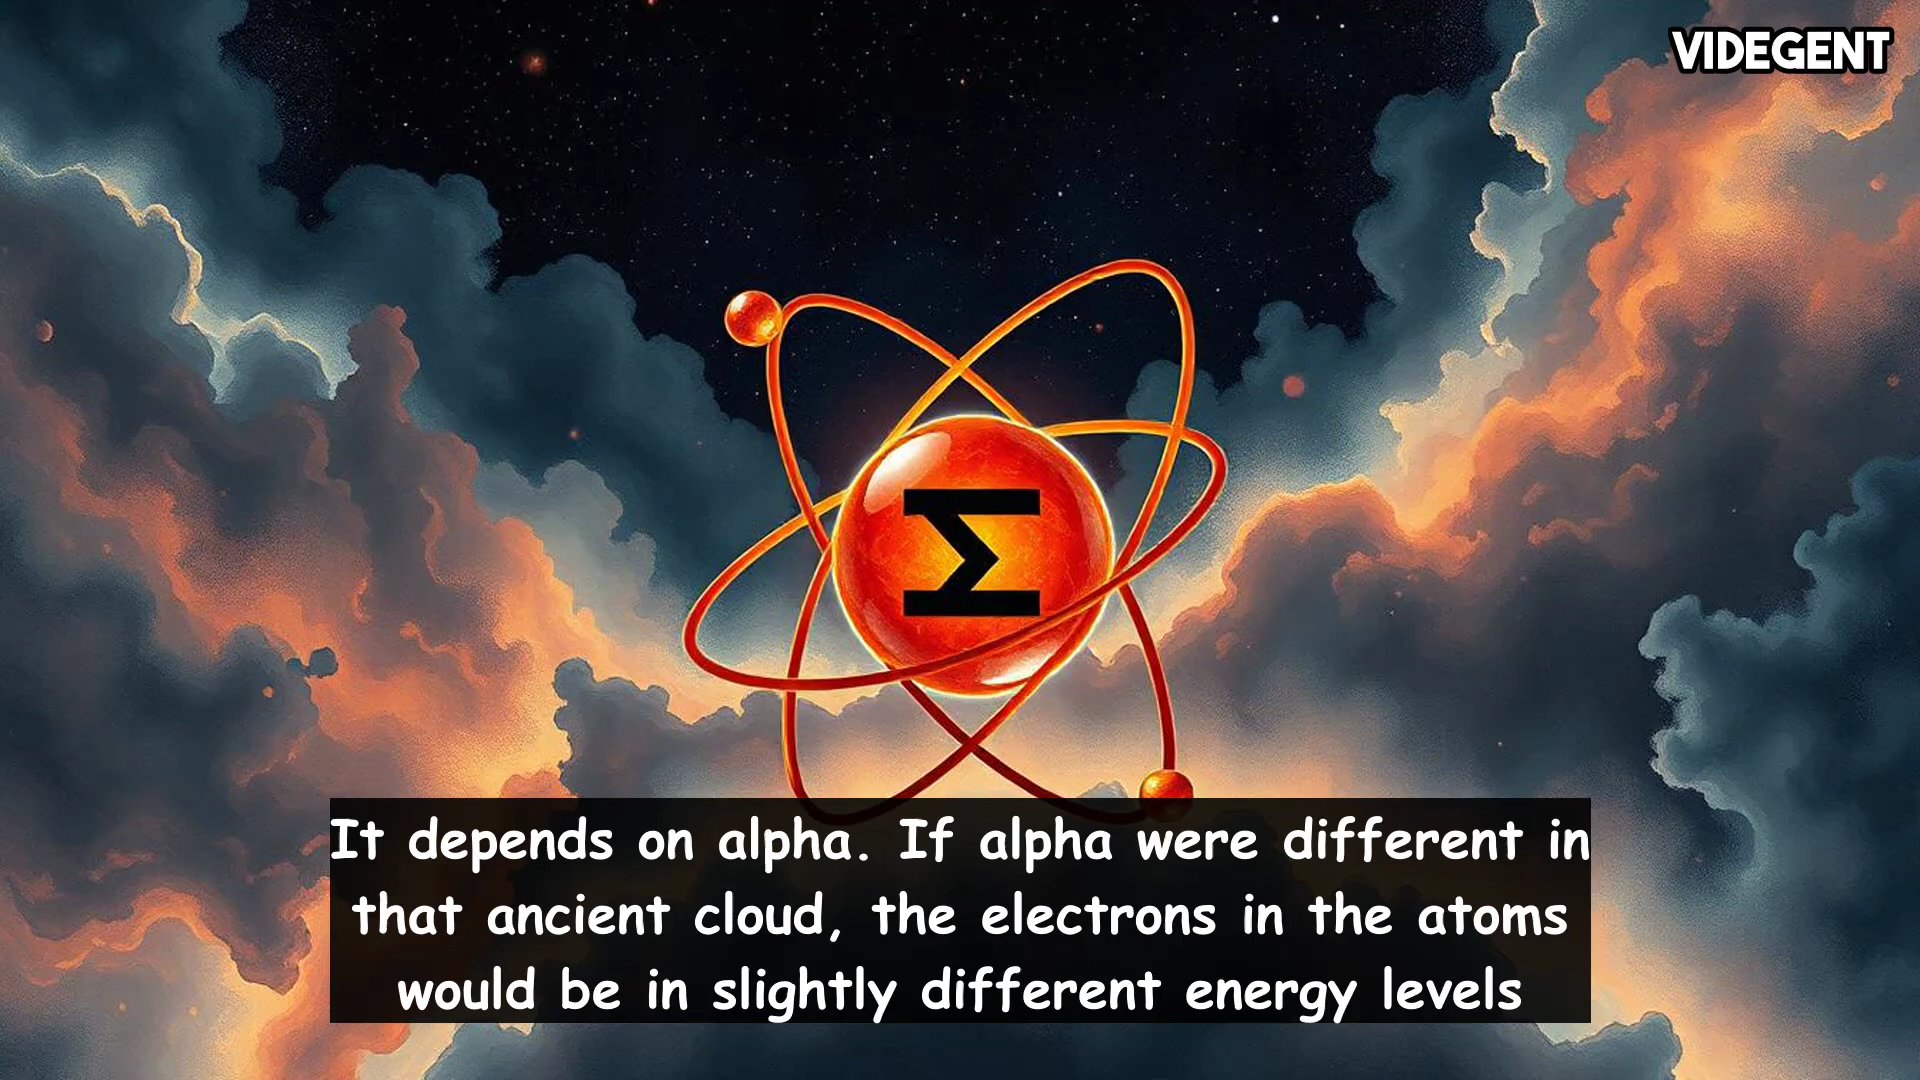 VIDEGENT
Σ
It depends on alpha. If alpha were different in
that ancient cloud, the electrons in the atoms
would be in slightly different energy levels